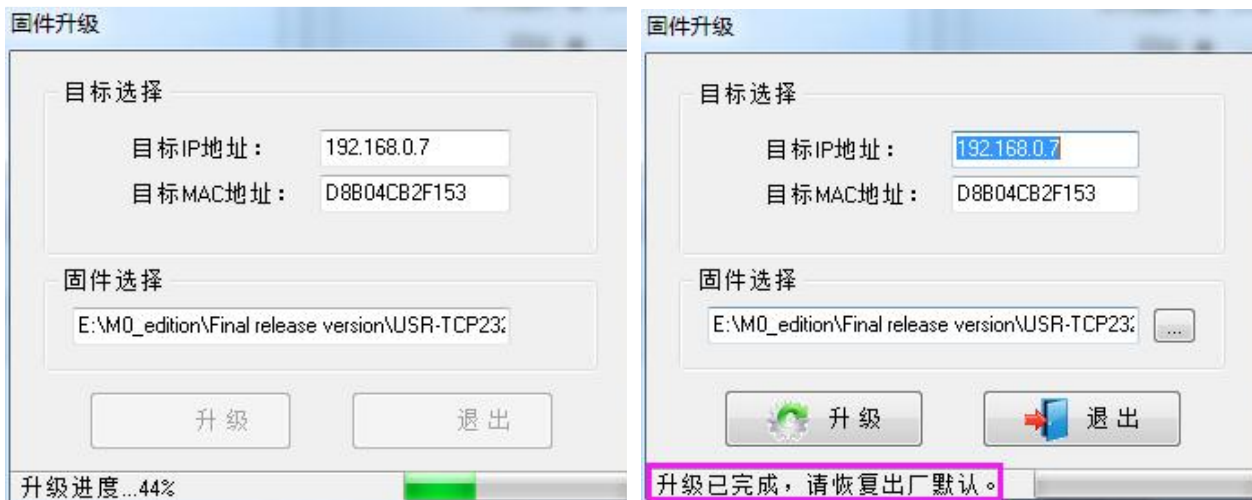 固件升级
目标选择
目标IP地址：
192.168.0.7
目标MAC地址：
D8B04CB2F153
固件选择
E:\M0_edition\Final release version\USR-TCP232
升级
退出
升级进度...44%
固件升级
目标选择
目标IP地址：
192.168.0.7
目标MAC地址：
D8B04CB2F153
固件选择
E:\M0_edition\Final release version\USR-TCP232
...
升级
退出
升级已完成，请恢复出厂默认。